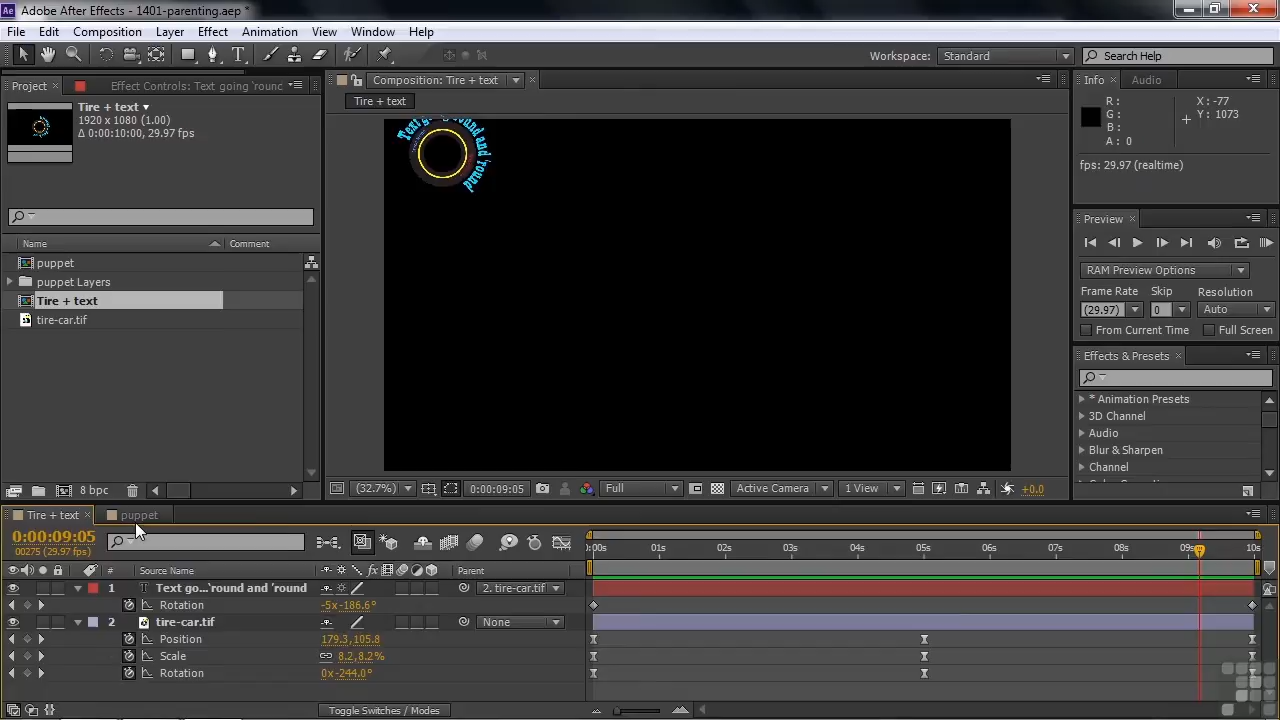 Adobe After Effects - 1401-parenting.aep *
File Edit Composition Layer Effect Animation View Window Help
Workspace: Standard Search Help
Project Effect Controls: Text going 'rounc
Composition: Tire + text
Info Audio
Tire + text
1920 x 1080 (1.00)
Δ 0:00:10:00, 29.97 fps
Tire + text
R:
G:
B:
A: 0
X: -77
Y: 1073
fps: 29.97 (realtime)
Preview
RAM Preview Options
Frame Rate Skip Resolution
(29.97) 0 Auto
From Current Time Full Screen
Name Comment
puppet
puppet Layers
Tire + text
tire-car.tif
Effects & Presets
* Animation Presets
3D Channel
Audio
Blur & Sharpen
Channel
8 bpc
(32.7%) 0:00:09:05 Full Active Camera 1 View +0.0
Tire + text puppet
0:00:09:05
00275 (29.97 fps)
:00s 01s 02s 03s 04s 05s 06s 07s 08s 09s 10s
# Source Name Parent
1 T Text go...'round and 'round 2. tire-car.tif
Rotation -5x-186.6°
2 tire-car.tif None
Position 179.3,105.8
Scale 8.2,8.2%
Rotation 0x-244.0°
Toggle Switches / Modes